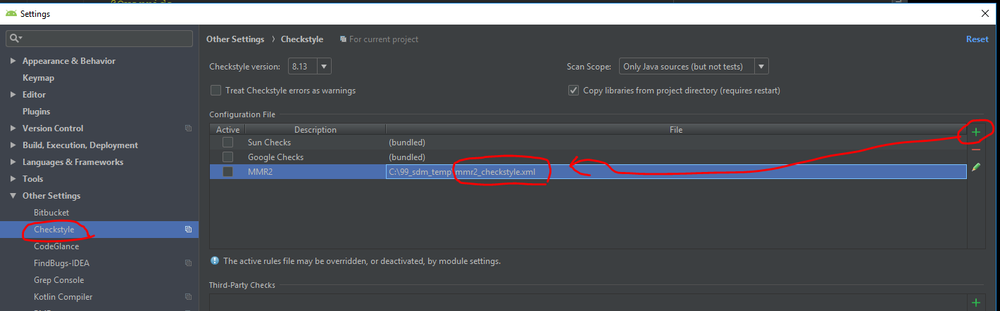 Settings
Other Settings › Checkstyle For current project Reset
Appearance & Behavior
Keymap
Editor
Plugins
Version Control
Build, Execution, Deployment
Languages & Frameworks
Tools
Other Settings
Bitbucket
Checkstyle
CodeGlance
FindBugs-IDEA
Grep Console
Kotlin Compiler
Checkstyle version: 8.13 Scan Scope: Only Java sources (but not tests)
Treat Checkstyle errors as warnings Copy libraries from project directory (requires restart)
Configuration File
Active Description File
Sun Checks (bundled)
Google Checks (bundled)
MMR2 C:\99_sdm_temp\mmr2_checkstyle.xml
The active rules file may be overridden, or deactivated, by module settings.
Third-Party Checks